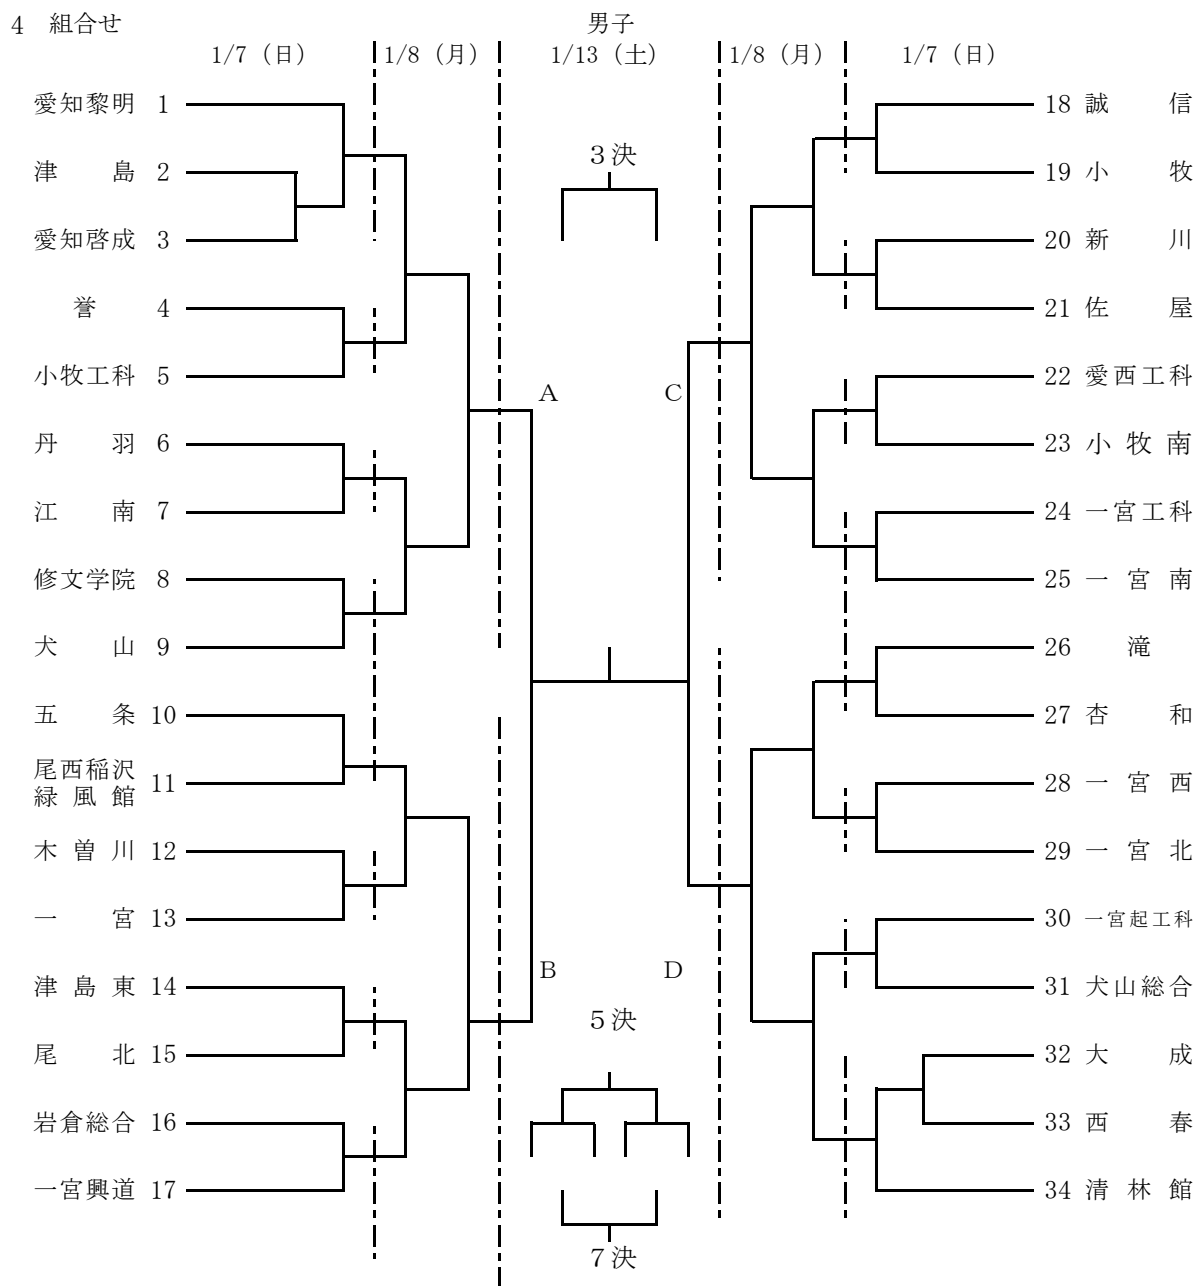 4 組合せ 男子
1/7（日） 1/8（月） 1/13（土） 1/8（月） 1/7（日）
愛知黎明 1
津島 2
愛知啓成 3
誉 4
小牧工科 5
丹羽 6
江南 7
修文学院 8
犬山 9
五条 10
尾西稲沢
緑風館 11
木曽川 12
一宮 13
津島東 14
尾北 15
岩倉総合 16
一宮興道 17
3決
A
C
B
D
5決
7決
18 誠信
19 小牧
20 新川
21 佐屋
22 愛西工科
23 小牧南
24 一宮工科
25 一宮南
26 滝
27 杏和
28 一宮西
29 一宮北
30 一宮起工科
31 犬山総合
32 大成
33 西春
34 清林館